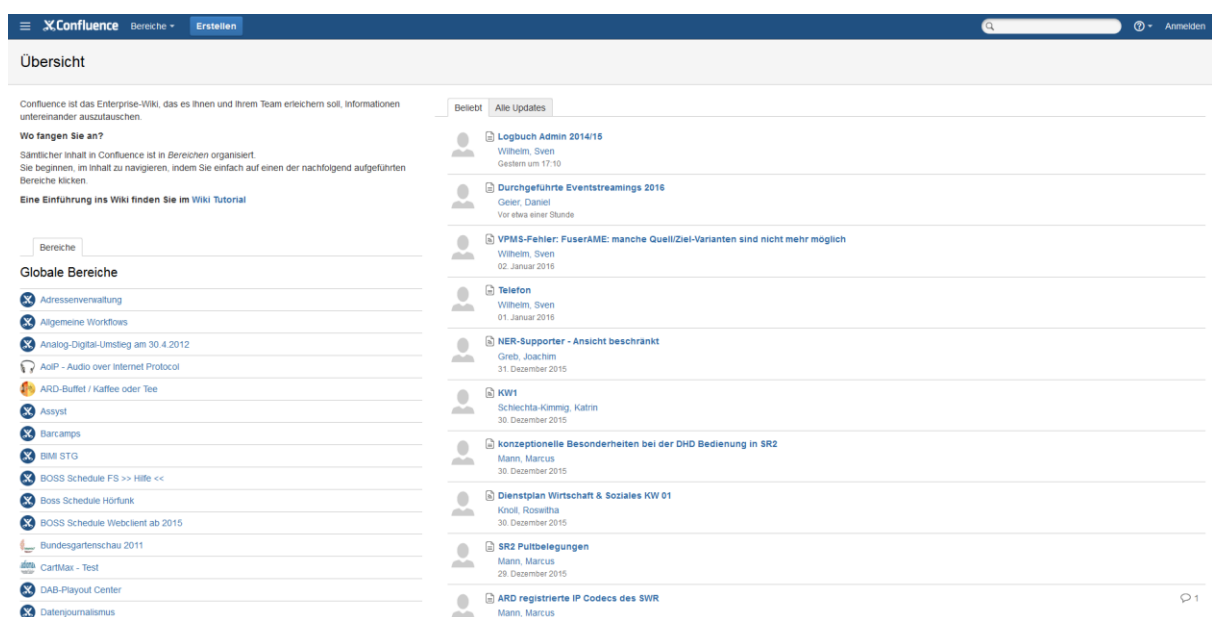 Confluence Bereiche Erstellen Anmelden
Übersicht
Confluence ist das Enterprise-Wiki, das es Ihnen und Ihrem Team erleichern soll, Informationen
untereinander auszutauschen.
Wo fangen Sie an?
Sämtlicher Inhalt in Confluence ist in Bereichen organisiert.
Sie beginnen, im Inhalt zu navigieren, indem Sie einfach auf einen der nachfolgend aufgeführten
Bereiche klicken.
Eine Einführung ins Wiki finden Sie im Wiki Tutorial
Bereiche
Globale Bereiche
Adressenverwaltung
Allgemeine Workflows
Analog-Digital-Umstieg am 30.4.2012
AoIP - Audio over Internet Protocol
ARD-Buffet / Kaffee oder Tee
Assyst
Barcamps
BIMI STG
BOSS Schedule FS >> Hilfe <<
Boss Schedule Hörfunk
BOSS Schedule Webclient ab 2015
Bundesgartenschau 2011
CartMax - Test
DAB-Playout Center
Datenjournalismus
Beliebt Alle Updates
Logbuch Admin 2014/15
Wilhelm, Sven
Gestern um 17:10
Durchgeführte Eventstreamings 2016
Geier, Daniel
Vor etwa einer Stunde
VPMS-Fehler: FuserAME: manche Quell/Ziel-Varianten sind nicht mehr möglich
Wilhelm, Sven
02. Januar 2016
Telefon
Wilhelm, Sven
01. Januar 2016
NER-Supporter - Ansicht beschränkt
Greb, Joachim
31. Dezember 2015
KW1
Schlechta-Kimmig, Katrin
30. Dezember 2015
konzeptionelle Besonderheiten bei der DHD Bedienung in SR2
Mann, Marcus
30. Dezember 2015
Dienstplan Wirtschaft & Soziales KW 01
Knoll, Roswitha
30. Dezember 2015
SR2 Pultbelegungen
Mann, Marcus
29. Dezember 2015
ARD registrierte IP Codecs des SWR 1
Mann, Marcus